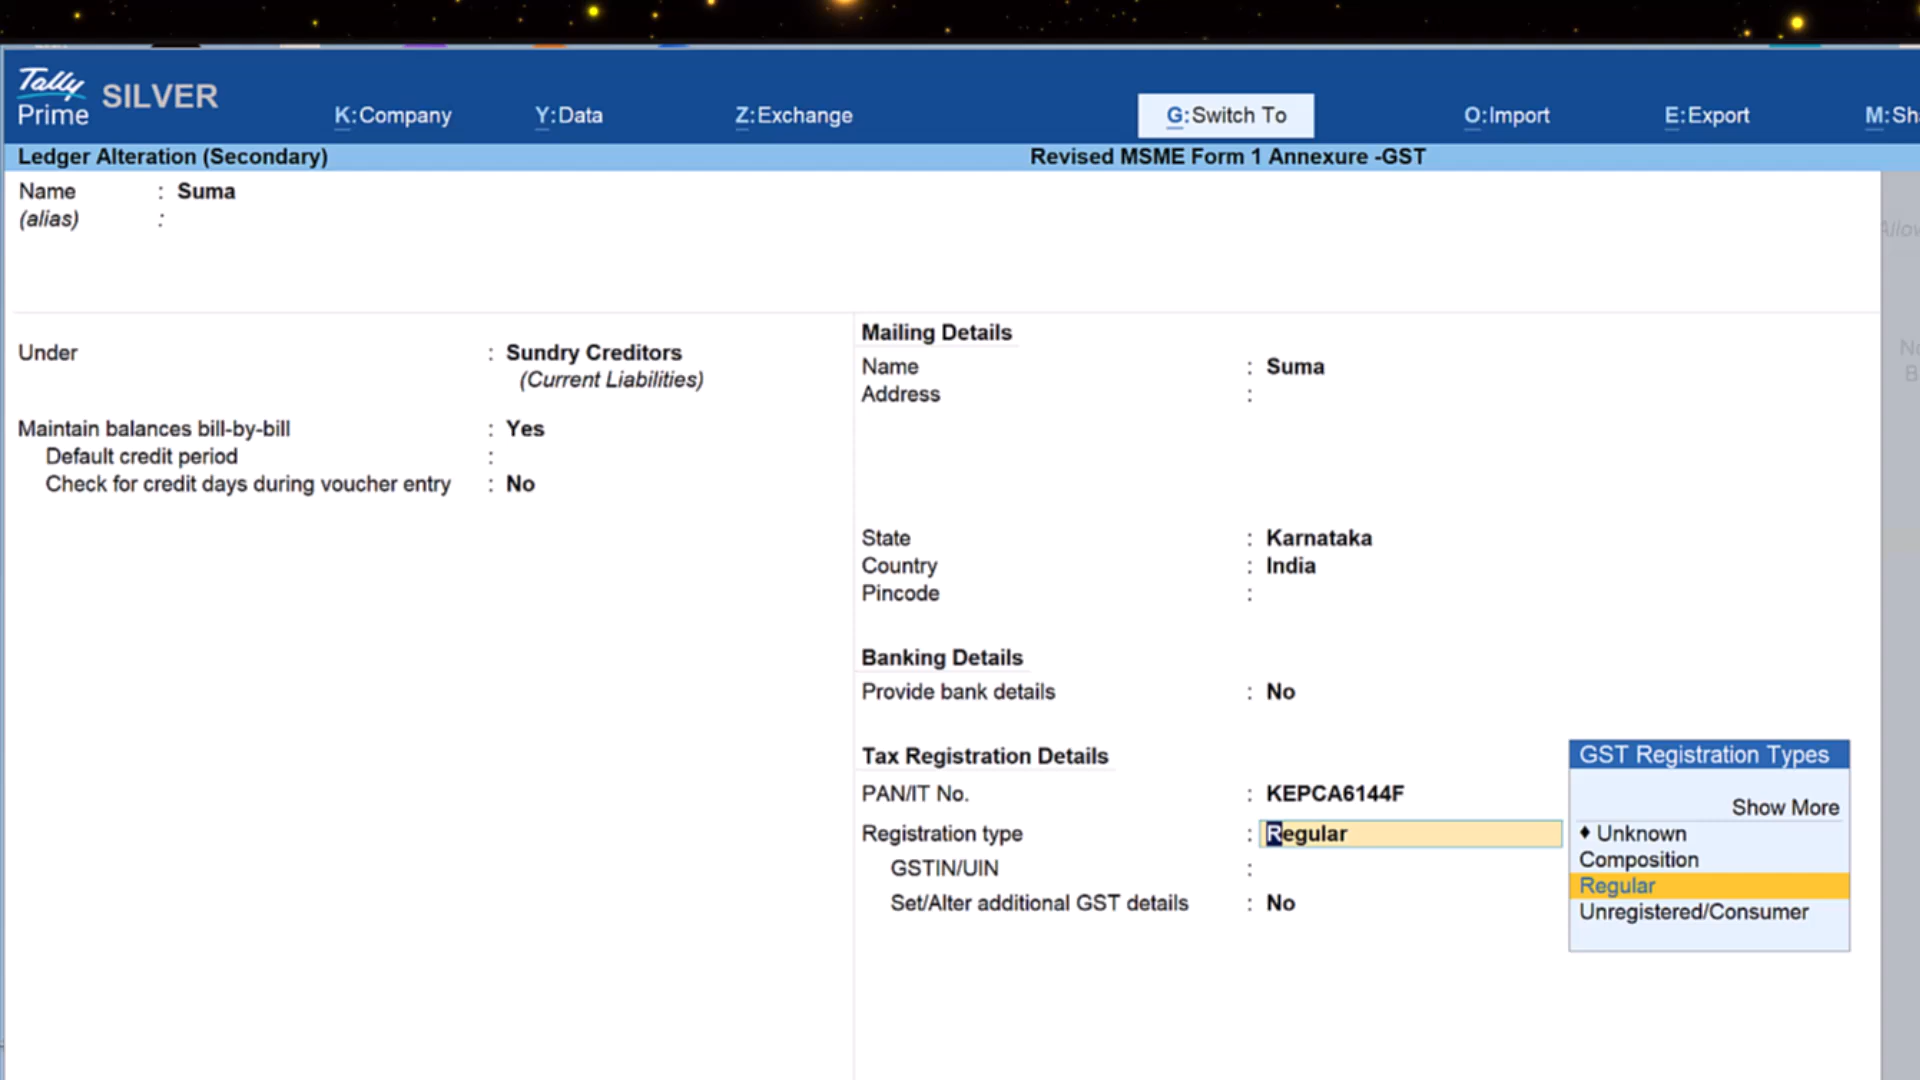 Tally
Prime SILVER
K:Company Y:Data Z:Exchange G:Switch To O:Import E:Export
Ledger Alteration (Secondary) Revised MSME Form 1 Annexure -GST
Name : Suma
(alias) :
Mailing Details
Under : Sundry Creditors
(Current Liabilities)
Name : Suma
Address :
Maintain balances bill-by-bill : Yes
Default credit period :
Check for credit days during voucher entry : No
State : Karnataka
Country : India
Pincode :
Banking Details
Provide bank details : No
Tax Registration Details
PAN/IT No. : KEPCA6144F
Registration type : Regular
GSTIN/UIN :
Set/Alter additional GST details : No
GST Registration Types
Show More
♦ Unknown
Composition
Regular
Unregistered/Consumer